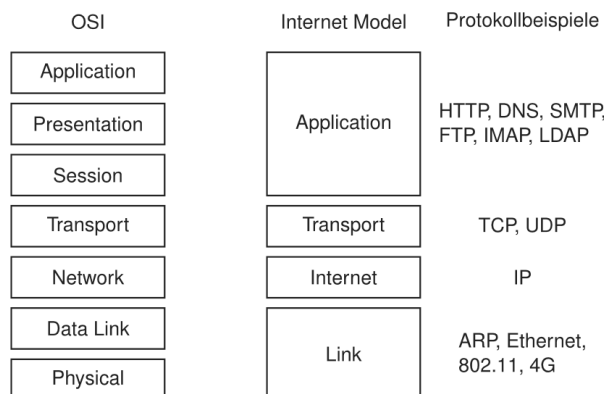 OSI
Internet Model
Protokollbeispiele
Application
Presentation
Session
Application
HTTP, DNS, SMTP,
FTP, IMAP, LDAP
Transport
Transport
TCP, UDP
Network
Internet
IP
Data Link
Physical
Link
ARP, Ethernet,
802.11, 4G